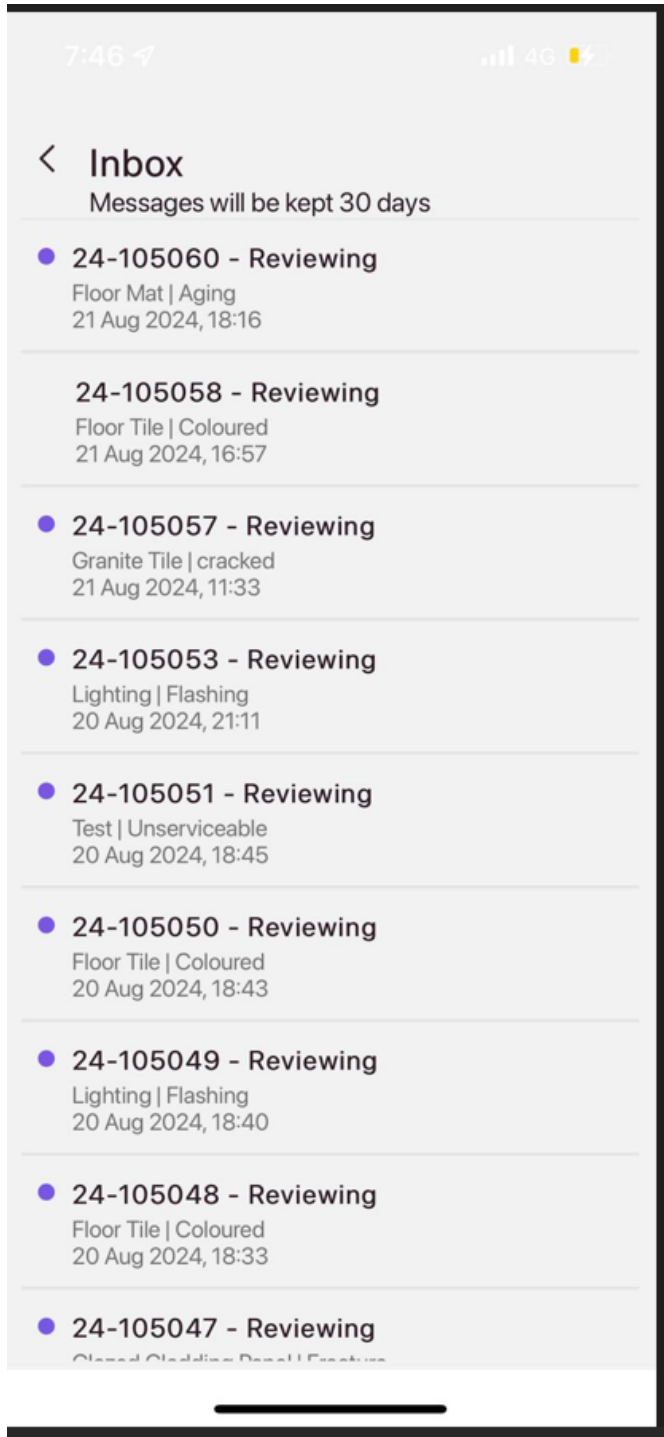 7:46 4G
Inbox
Messages will be kept 30 days
24-105060 - Reviewing
Floor Mat | Aging
21 Aug 2024, 18:16
24-105058 - Reviewing
Floor Tile | Coloured
21 Aug 2024, 16:57
24-105057 - Reviewing
Granite Tile | cracked
21 Aug 2024, 11:33
24-105053 - Reviewing
Lighting | Flashing
20 Aug 2024, 21:11
24-105051 - Reviewing
Test | Unserviceable
20 Aug 2024, 18:45
24-105050 - Reviewing
Floor Tile | Coloured
20 Aug 2024, 18:43
24-105049 - Reviewing
Lighting | Flashing
20 Aug 2024, 18:40
24-105048 - Reviewing
Floor Tile | Coloured
20 Aug 2024, 18:33
24-105047 - Reviewing
Glazed Cladding Panel | Fracture